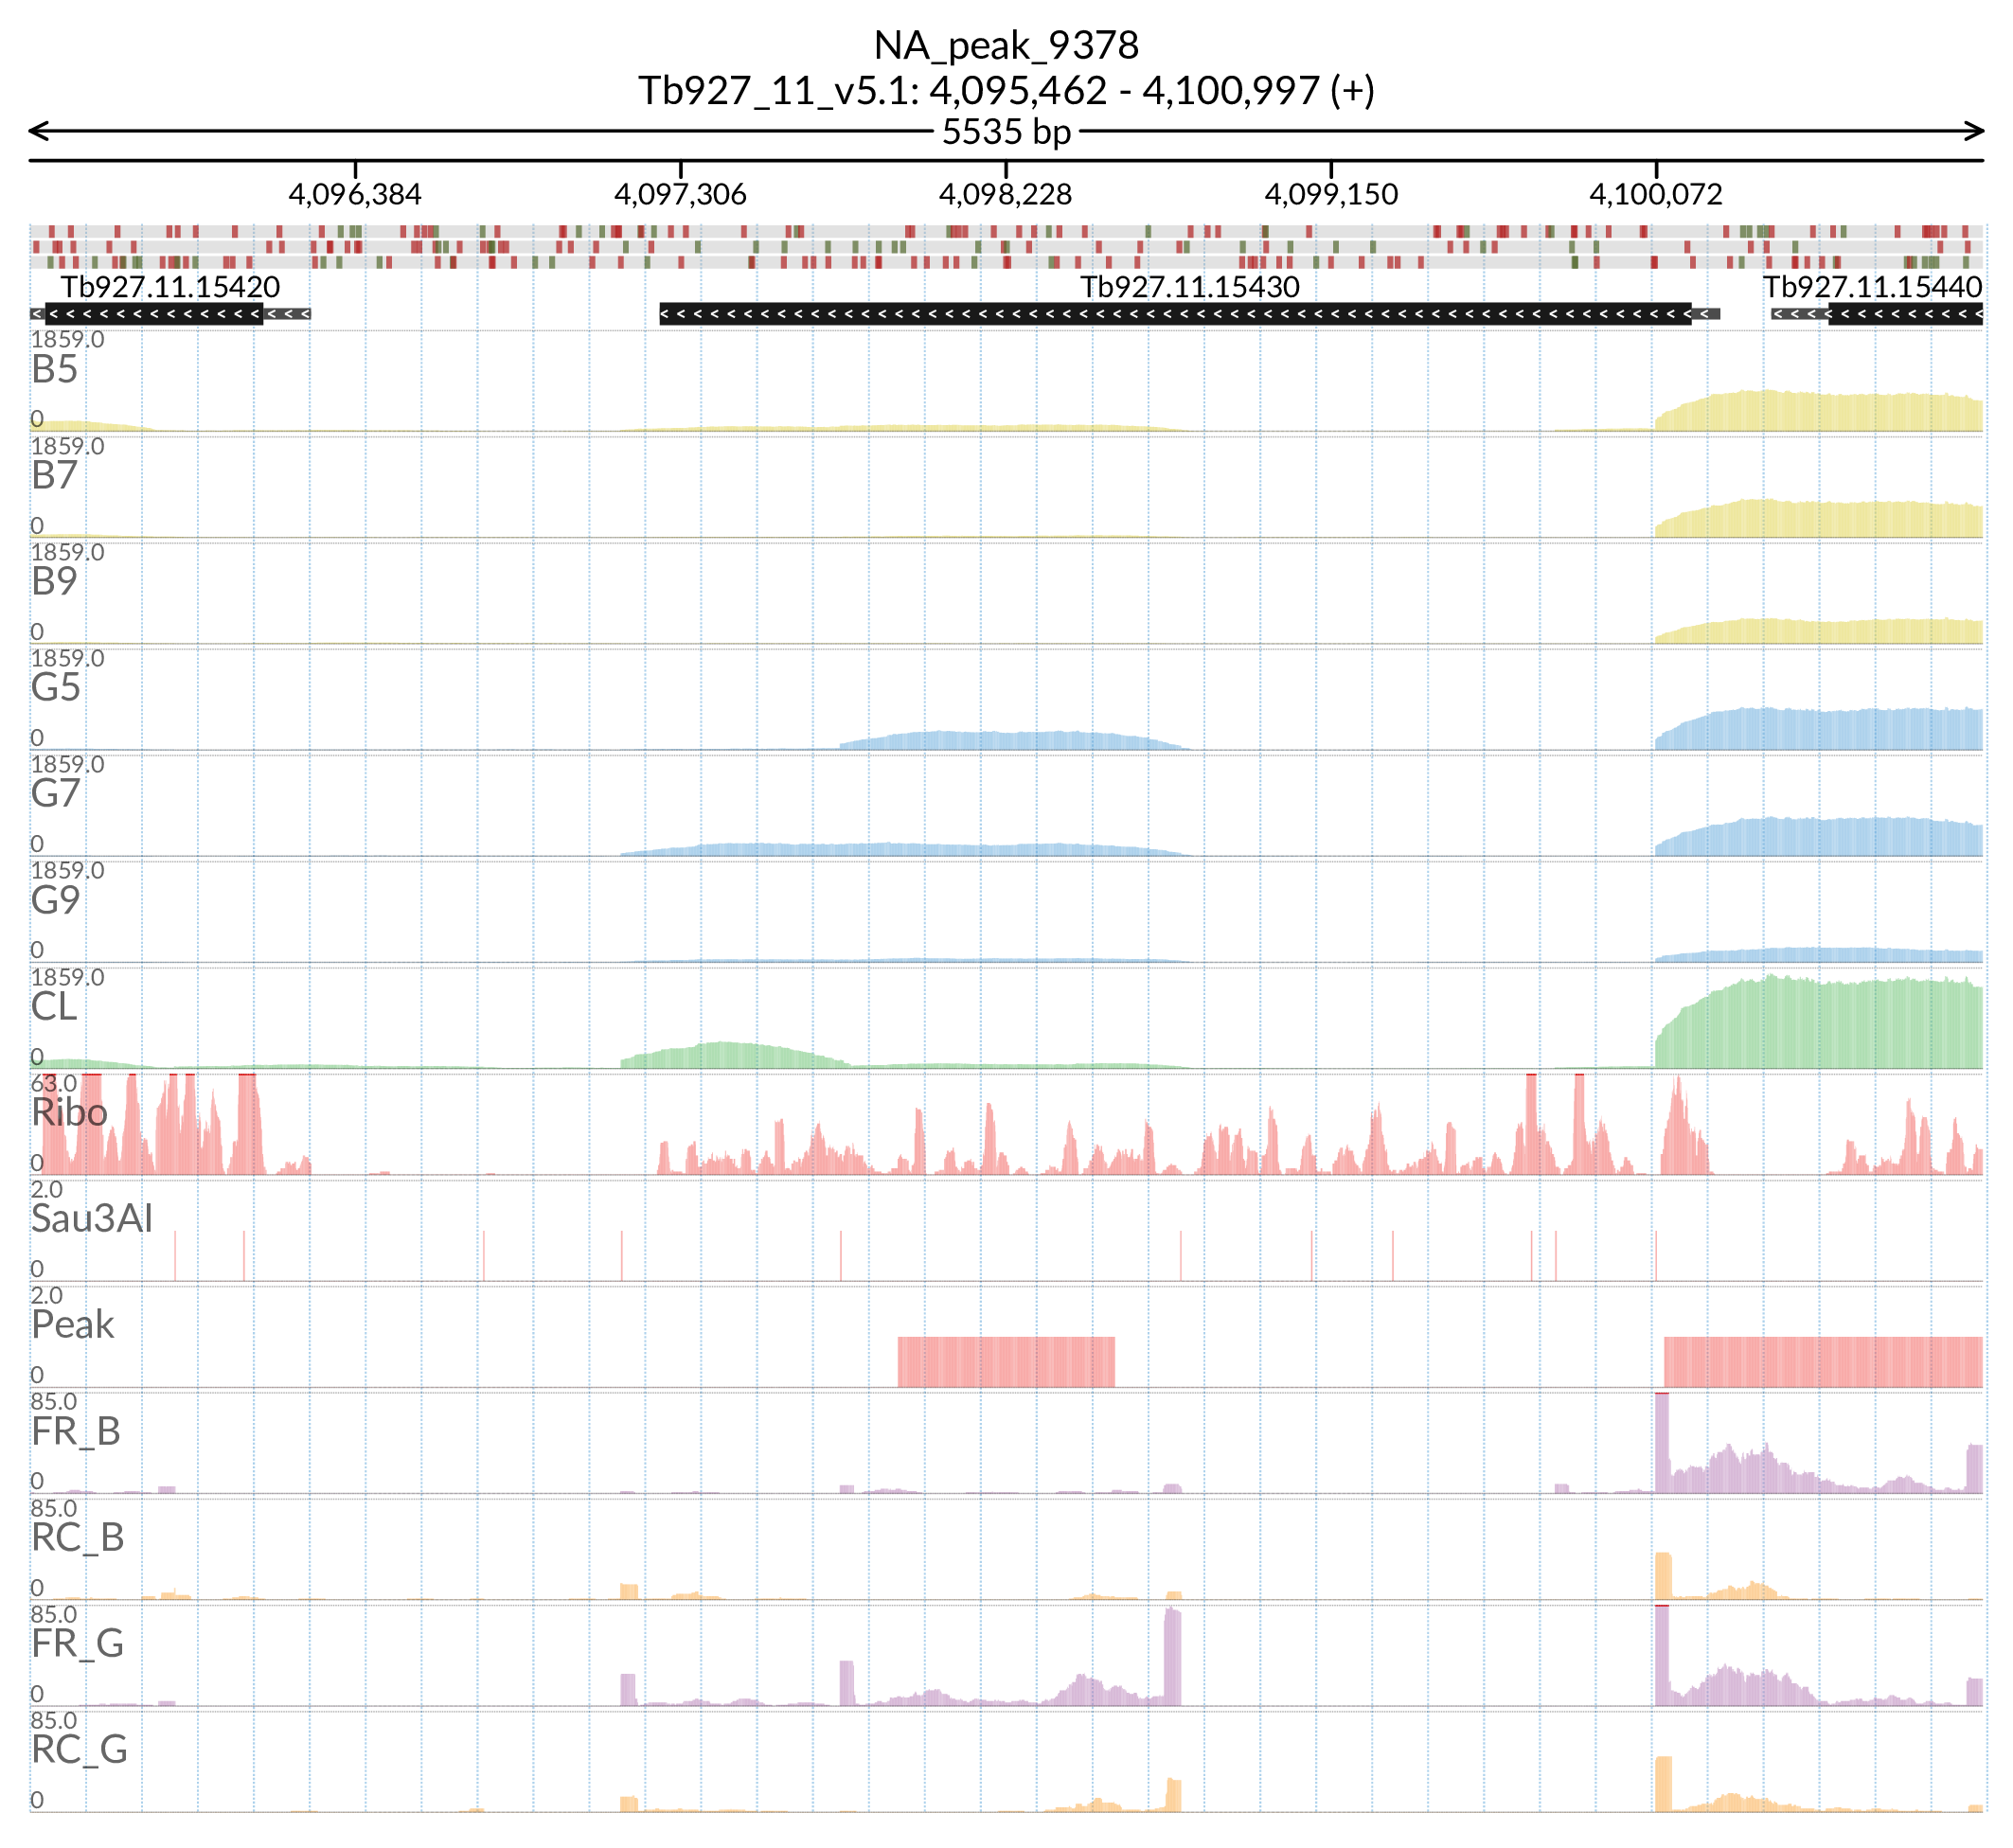 NA_peak_9378
Tb927_11_v5.1: 4,095,462 - 4,100,997 (+)
5535 bp
4,096,384 4,097,306 4,098,228 4,099,150 4,100,072
Tb927.11.15420 Tb927.11.15430 Tb927.11.15440
1859.0
B5
0
1859.0
B7
0
1859.0
B9
0
1859.0
G5
0
1859.0
G7
0
1859.0
G9
0
1859.0
CL
0
63.0
Ribo
0
2.0
Sau3AI
0
2.0
Peak
0
85.0
FR_B
0
85.0
RC_B
0
85.0
FR_G
0
85.0
RC_G
0